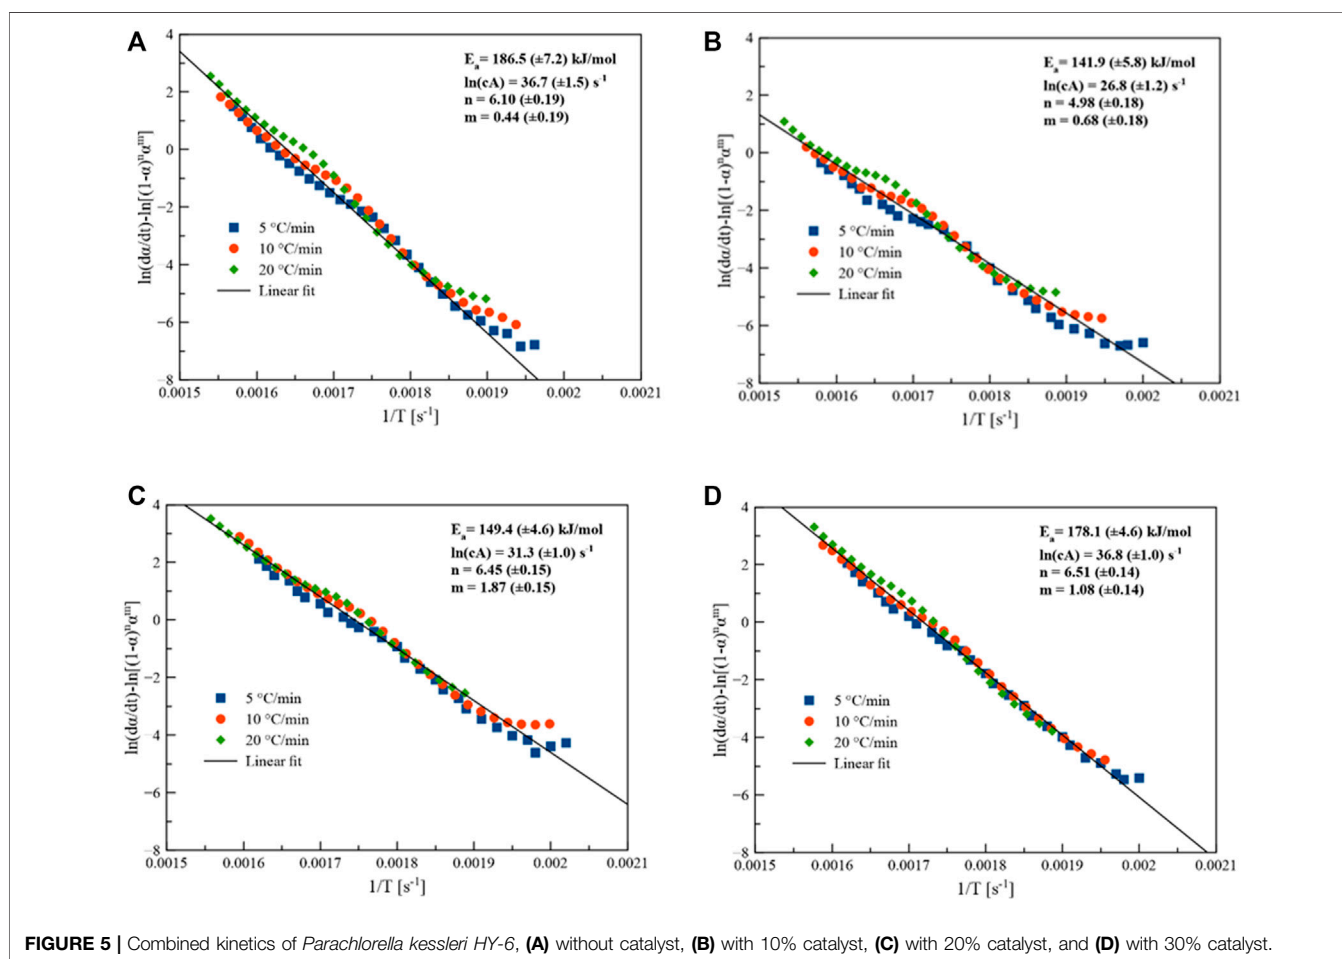 A
4
2
0
−2
−4
−6
−8
ln(dα/dt)-ln[(1-α)ⁿαᵐ]
Eₐ= 186.5 (±7.2) kJ/mol
ln(cA) = 36.7 (±1.5) s⁻¹
n = 6.10 (±0.19)
m = 0.44 (±0.19)
5 °C/min
10 °C/min
20 °C/min
Linear fit
0.0015 0.0016 0.0017 0.0018 0.0019 0.002 0.0021
1/T [s⁻¹]
B
4
2
0
−2
−4
−6
−8
ln(dα/dt)-ln[(1-α)ⁿαᵐ]
Eₐ= 141.9 (±5.8) kJ/mol
ln(cA) = 26.8 (±1.2) s⁻¹
n = 4.98 (±0.18)
m = 0.68 (±0.18)
5 °C/min
10 °C/min
20 °C/min
Linear fit
0.0015 0.0016 0.0017 0.0018 0.0019 0.002 0.0021
1/T [s⁻¹]
C
4
2
0
−2
−4
−6
−8
ln(dα/dt)-ln[(1-α)ⁿαᵐ]
Eₐ= 149.4 (±4.6) kJ/mol
ln(cA) = 31.3 (±1.0) s⁻¹
n = 6.45 (±0.15)
m = 1.87 (±0.15)
5 °C/min
10 °C/min
20 °C/min
Linear fit
0.0015 0.0016 0.0017 0.0018 0.0019 0.002 0.0021
1/T [s⁻¹]
D
4
2
0
−2
−4
−6
−8
ln(dα/dt)-ln[(1-α)ⁿαᵐ]
Eₐ= 178.1 (±4.6) kJ/mol
ln(cA) = 36.8 (±1.0) s⁻¹
n = 6.51 (±0.14)
m = 1.08 (±0.14)
5 °C/min
10 °C/min
20 °C/min
Linear fit
0.0015 0.0016 0.0017 0.0018 0.0019 0.002 0.0021
1/T [s⁻¹]
FIGURE 5 | Combined kinetics of Parachlorella kessleri HY-6, (A) without catalyst, (B) with 10% catalyst, (C) with 20% catalyst, and (D) with 30% catalyst.